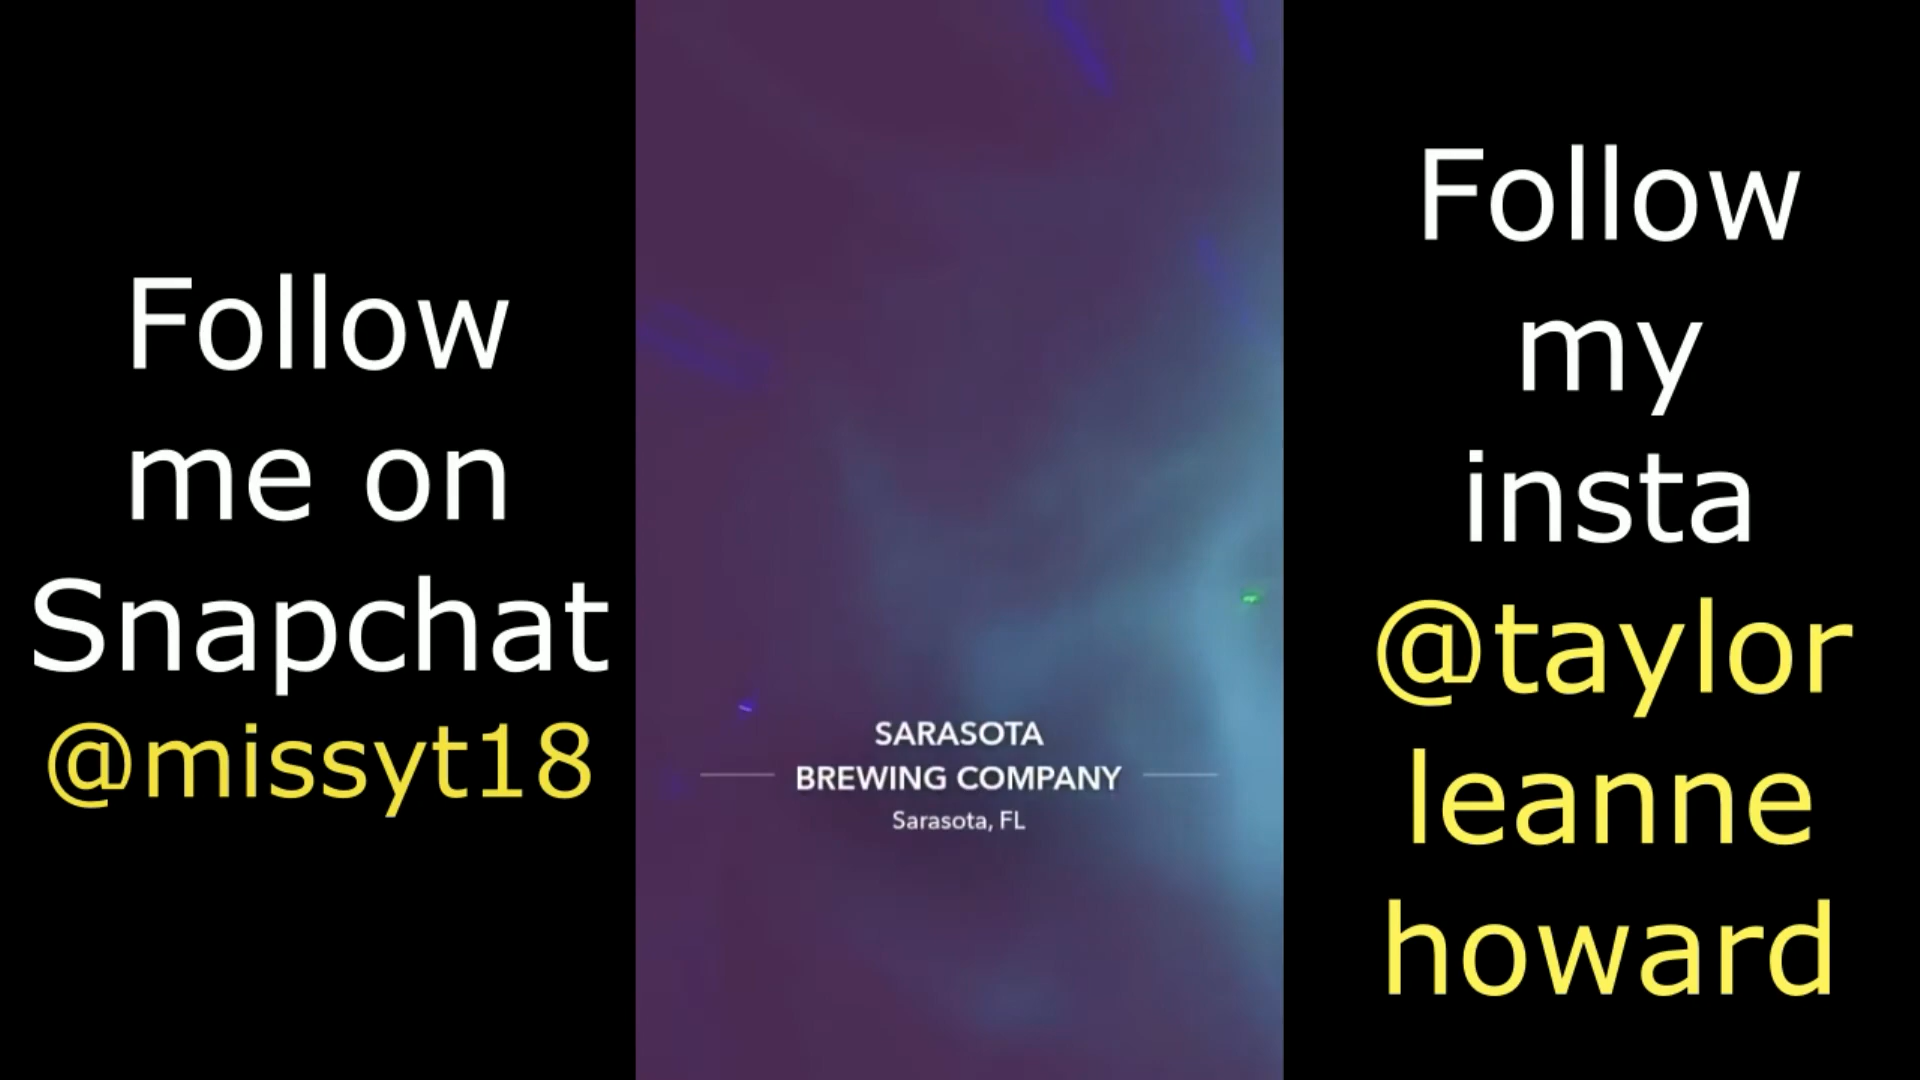 Follow
me on
Snapchat
@missyt18
SARASOTA
BREWING COMPANY
Sarasota, FL
Follow
my
insta
@taylor
leanne
howard